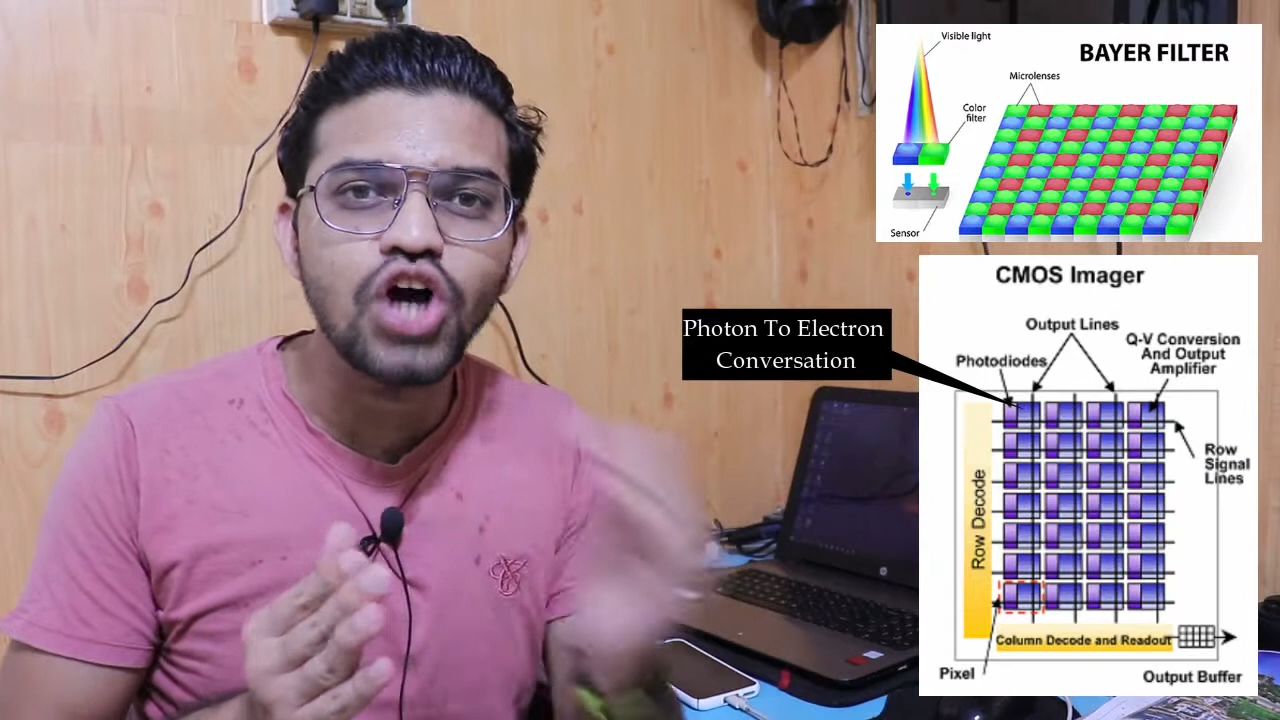 Visible light
BAYER FILTER
Microlenses
Color
filter
Sensor
CMOS Imager
Photon To Electron
Conversation
Output Lines
Photodiodes
Q-V Conversion
And Output
Amplifier
Row
Signal
Lines
Row Decode
Column Decode and Readout
Pixel
Output Buffer
hp